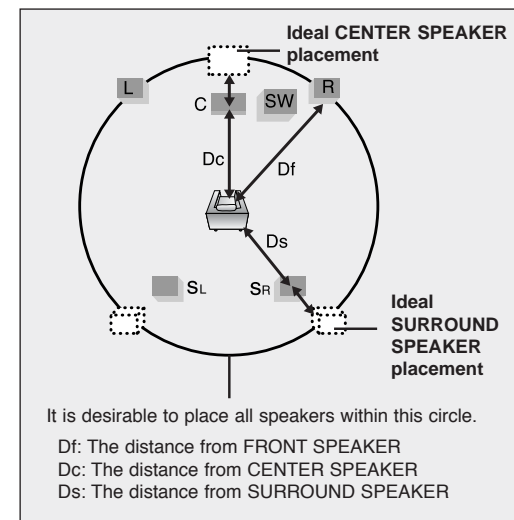 Ideal CENTER SPEAKER
placement
L
R
C
SW
Dc
Df
Ds
SL
SR
Ideal
SURROUND
SPEAKER
placement
It is desirable to place all speakers within this circle.
Df: The distance from FRONT SPEAKER
Dc: The distance from CENTER SPEAKER
Ds: The distance from SURROUND SPEAKER